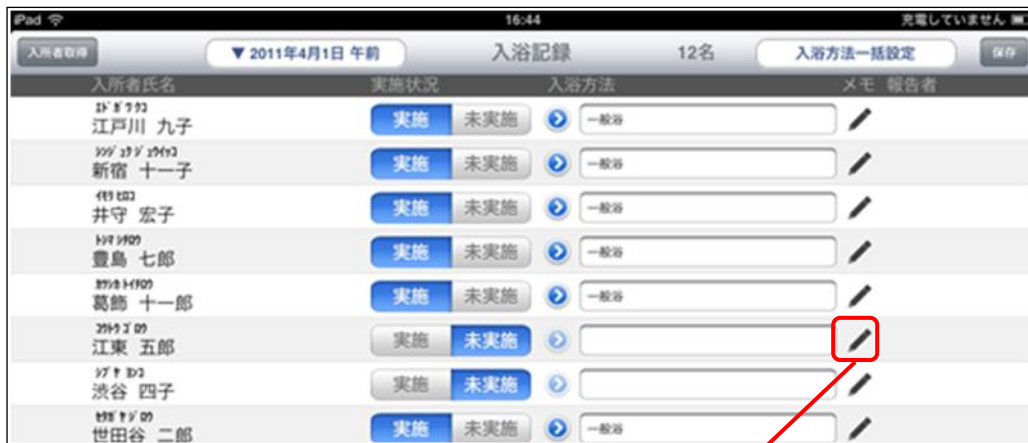 iPad 16:44 充電していません
入所者取得 ▼ 2011年4月1日 午前 入浴記録 12名 入浴方法一括設定 保存
入所者氏名 実施状況 入浴方法 メモ 報告者
江戸川 九子 実施 未実施 一般浴
新宿 十一子 実施 未実施 一般浴
イモリ ヒロコ
井守 宏子 実施 未実施 一般浴
豊島 七郎 実施 未実施 一般浴
葛飾 十一郎 実施 未実施 一般浴
江東 五郎 実施 未実施
渋谷 四子 実施 未実施
世田谷 二郎 実施 未実施 一般浴